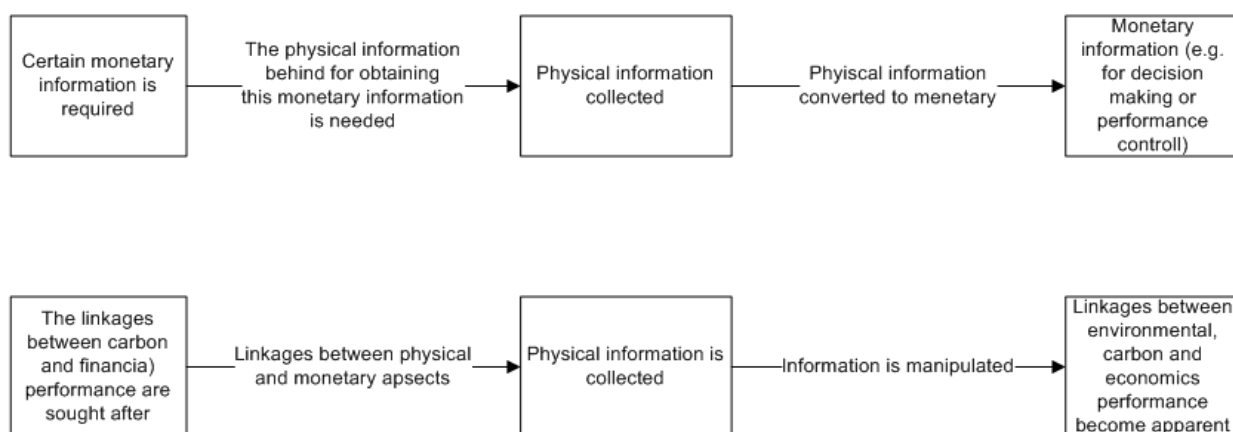 Certain monetary
information is
required
The physical information
behind for obtaining
this monetary information
is needed
Physical information
collected
Phyiscal information
converted to menetary
Monetary
information (e.g.
for decision
making or
performance
controll)
The linkages
between carbon
and financia)
performance are
sought after
Linkages between physical
and monetary apsects
Physical information is
collected
Information is manipulated
Linkages between
environmental,
carbon and
economics
performance
become apparent